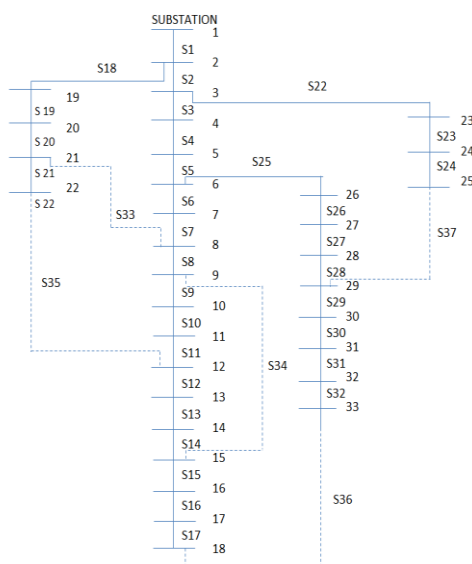 SUBSTATION
1
S1
S18
2
S2
S22
3
19
S3
S 19
4
23
20
S4
S23
S 20
5
24
21
S25
S24
S 21
S5
22
6
25
S 22
S6
26
S33
7
S26
S37
S7
27
8
S27
S8
28
S35
9
S28
S9
29
10
S29
S10
30
11
S30
S11
31
S34
12
S31
S12
32
13
S32
S13
33
14
S14
15
S15
16
S36
S16
17
S17
18